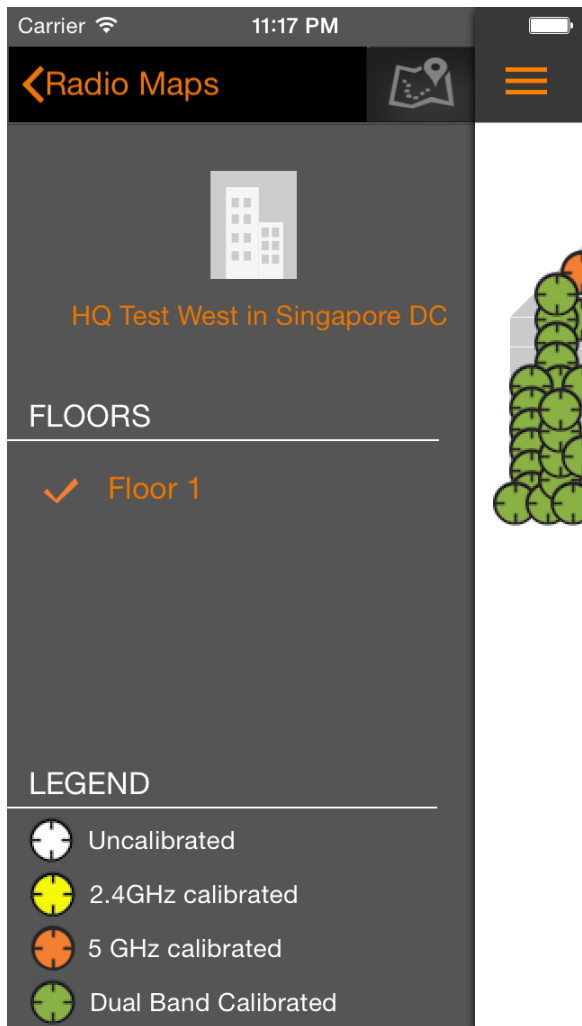 Carrier 11:17 PM
Radio Maps
HQ Test West in Singapore DC
FLOORS
Floor 1
LEGEND
Uncalibrated
2.4GHz calibrated
5 GHz calibrated
Dual Band Calibrated